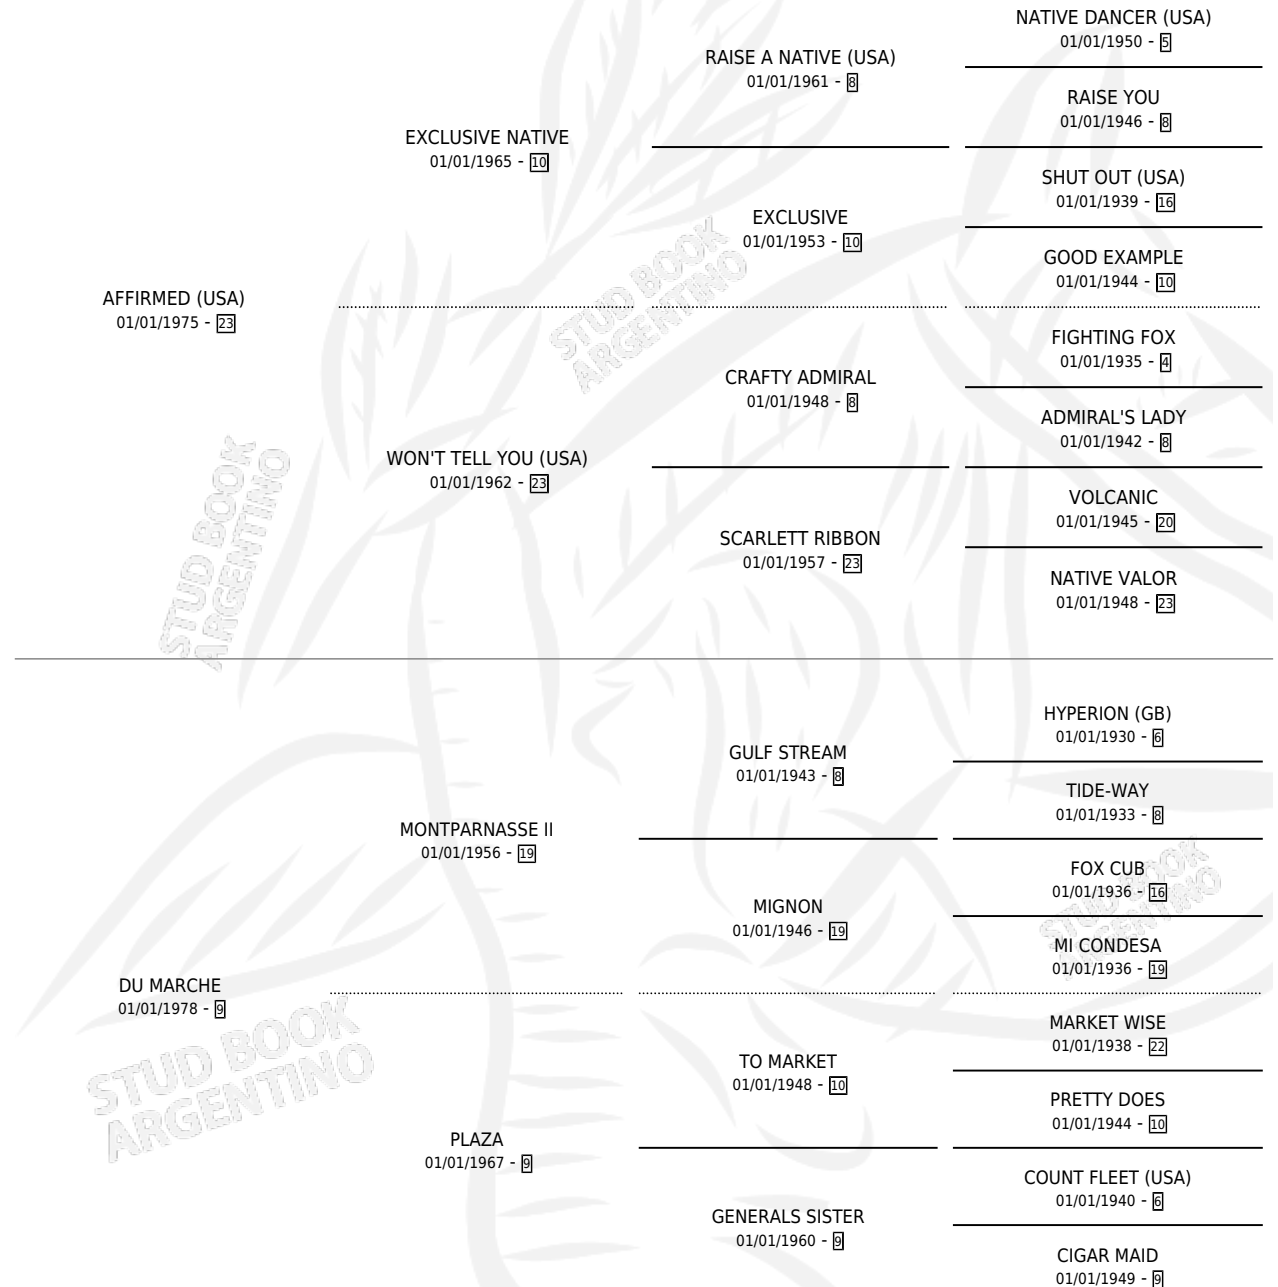 NATIVE DANCER (USA)
01/01/1950 - 5
RAISE A NATIVE (USA)
01/01/1961 - 8
RAISE YOU
01/01/1946 - 8
EXCLUSIVE NATIVE
01/01/1965 - 10
SHUT OUT (USA)
01/01/1939 - 16
EXCLUSIVE
01/01/1953 - 10
GOOD EXAMPLE
01/01/1944 - 10
AFFIRMED (USA)
01/01/1975 - 23
STUD BOOK
ARGENTINO
FIGHTING FOX
01/01/1935 - 4
CRAFTY ADMIRAL
01/01/1948 - 8
ADMIRAL'S LADY
01/01/1942 - 8
WON'T TELL YOU (USA)
01/01/1962 - 23
VOLCANIC
01/01/1945 - 20
SCARLETT RIBBON
01/01/1957 - 23
NATIVE VALOR
01/01/1948 - 23
STUD BOOK
ARGENTINO
HYPERION (GB)
01/01/1930 - 6
GULF STREAM
01/01/1943 - 8
TIDE-WAY
01/01/1933 - 8
MONTPARNASSE II
01/01/1956 - 19
FOX CUB
01/01/1936 - 16
MIGNON
01/01/1946 - 19
MI CONDESA
01/01/1936 - 19
STUD BOOK
ARGENTINO
DU MARCHE
01/01/1978 - 9
MARKET WISE
01/01/1938 - 22
TO MARKET
01/01/1948 - 10
PRETTY DOES
01/01/1944 - 10
STUD BOOK
ARGENTINO
PLAZA
01/01/1967 - 9
COUNT FLEET (USA)
01/01/1940 - 6
GENERALS SISTER
01/01/1960 - 9
CIGAR MAID
01/01/1949 - 9